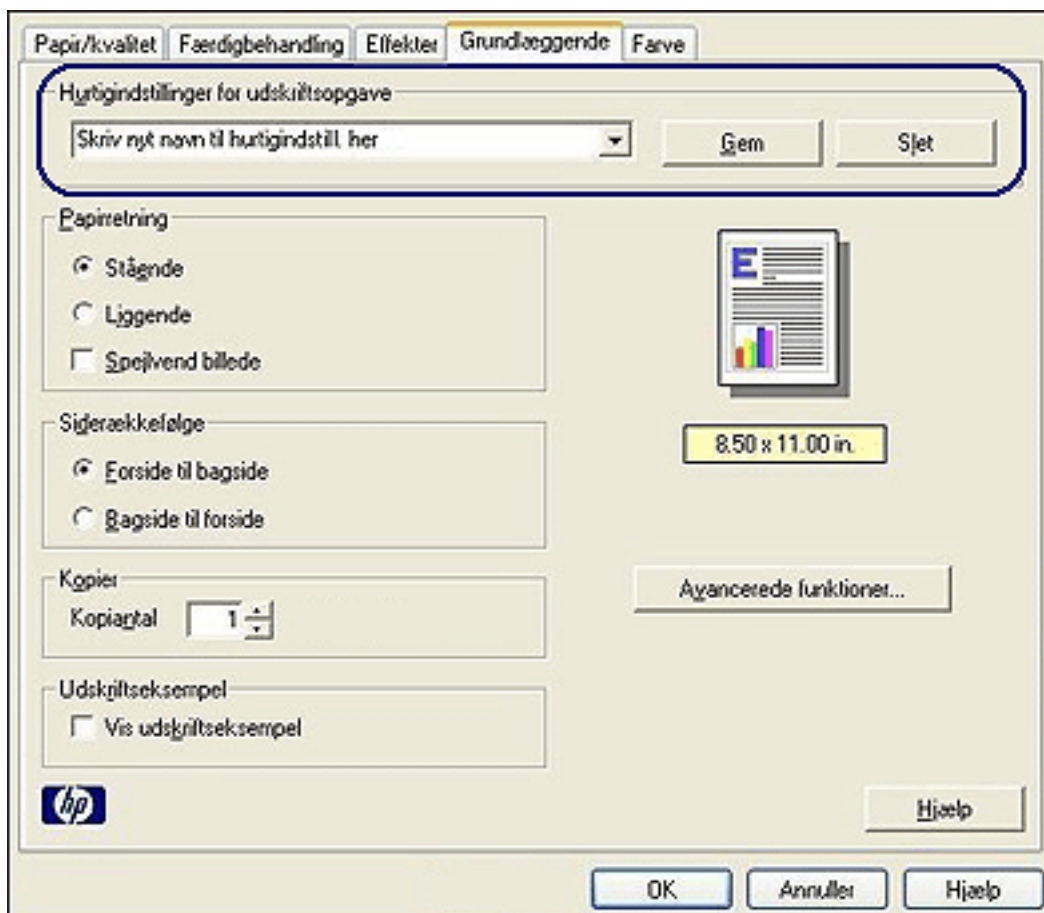 Papir/kvalitet Færdigbehandling Effekter Grundlæggende Farve
Hurtigindstillinger for udskriftsopgave
Skriv nyt navn til hurtigindstill. her Gem Slet
Papirretning
Stående
Liggende
Spejlvend billede
E
8.50 x 11.00 in.
Siderækkefølge
Forside til bagside
Bagside til forside
Kopier
Kopiantal 1
Avancerede funktioner...
Udskriftseksempel
Vis udskriftseksempel
hp
Hjælp
OK Annuller Hjælp